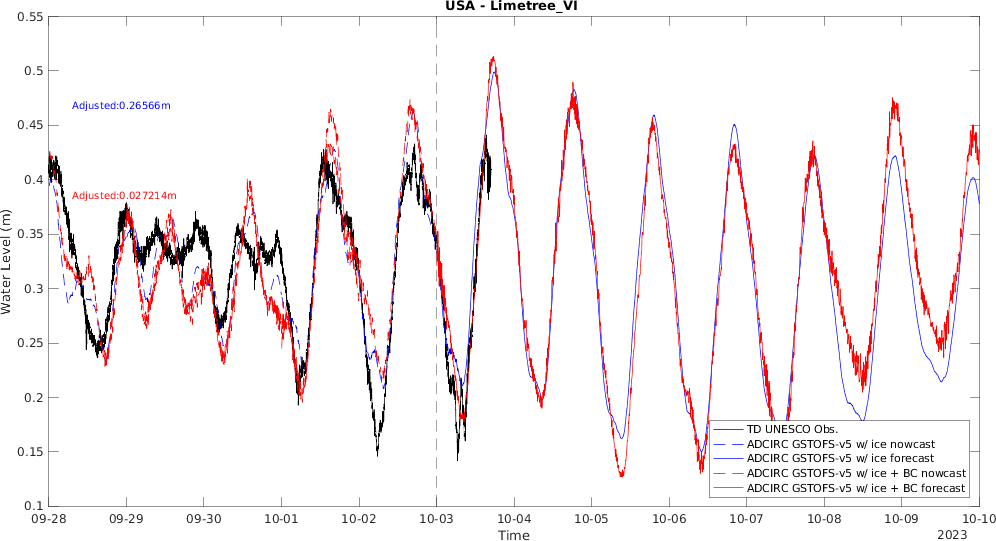 USA - Limetree_VI
0.55
0.5
0.45
0.4
0.35
0.3
0.25
0.2
0.15
0.1
Water Level (m)
Adjusted:0.26566m
Adjusted:0.027214m
TD UNESCO Obs.
ADCIRC GSTOFS-v5 w/ ice nowcast
ADCIRC GSTOFS-v5 w/ ice forecast
ADCIRC GSTOFS-v5 w/ ice + BC nowcast
ADCIRC GSTOFS-v5 w/ ice + BC forecast
09-28 09-29 09-30 10-01 10-02 10-03 10-04 10-05 10-06 10-07 10-08 10-09 10-10
Time
2023